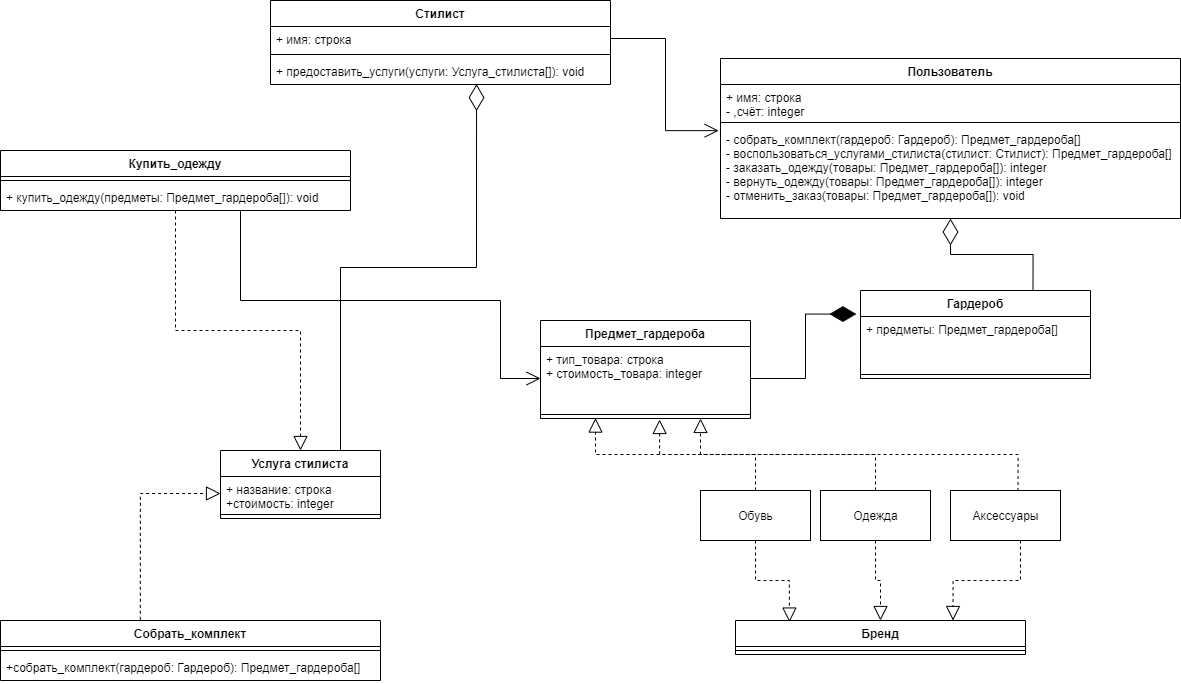 Стилист
+ имя: строка
+ предоставить_услуги(услуги: Услуга_стилиста[]): void
Пользователь
+ имя: строка
- ,счёт: integer
- собрать_комплект(гардероб: Гардероб): Предмет_гардероба[]
- воспользоваться_услугами_стилиста(стилист: Стилист): Предмет_гардероба[]
- заказать_одежду(товары: Предмет_гардероба[]): integer
- вернуть_одежду(товары: Предмет_гардероба[]): integer
- отменить_заказ(товары: Предмет_гардероба[]): void
Купить_одежду
+ купить_одежду(предметы: Предмет_гардероба[]): void
Гардероб
+ предметы: Предмет_гардероба[]
Предмет_гардероба
+ тип_товара: строка
+ стоимость_товара: integer
Услуга стилиста
+ название: строка
+стоимость: integer
Обувь
Одежда
Аксессуары
Собрать_комплект
+собрать_комплект(гардероб: Гардероб): Предмет_гардероба[]
Бренд